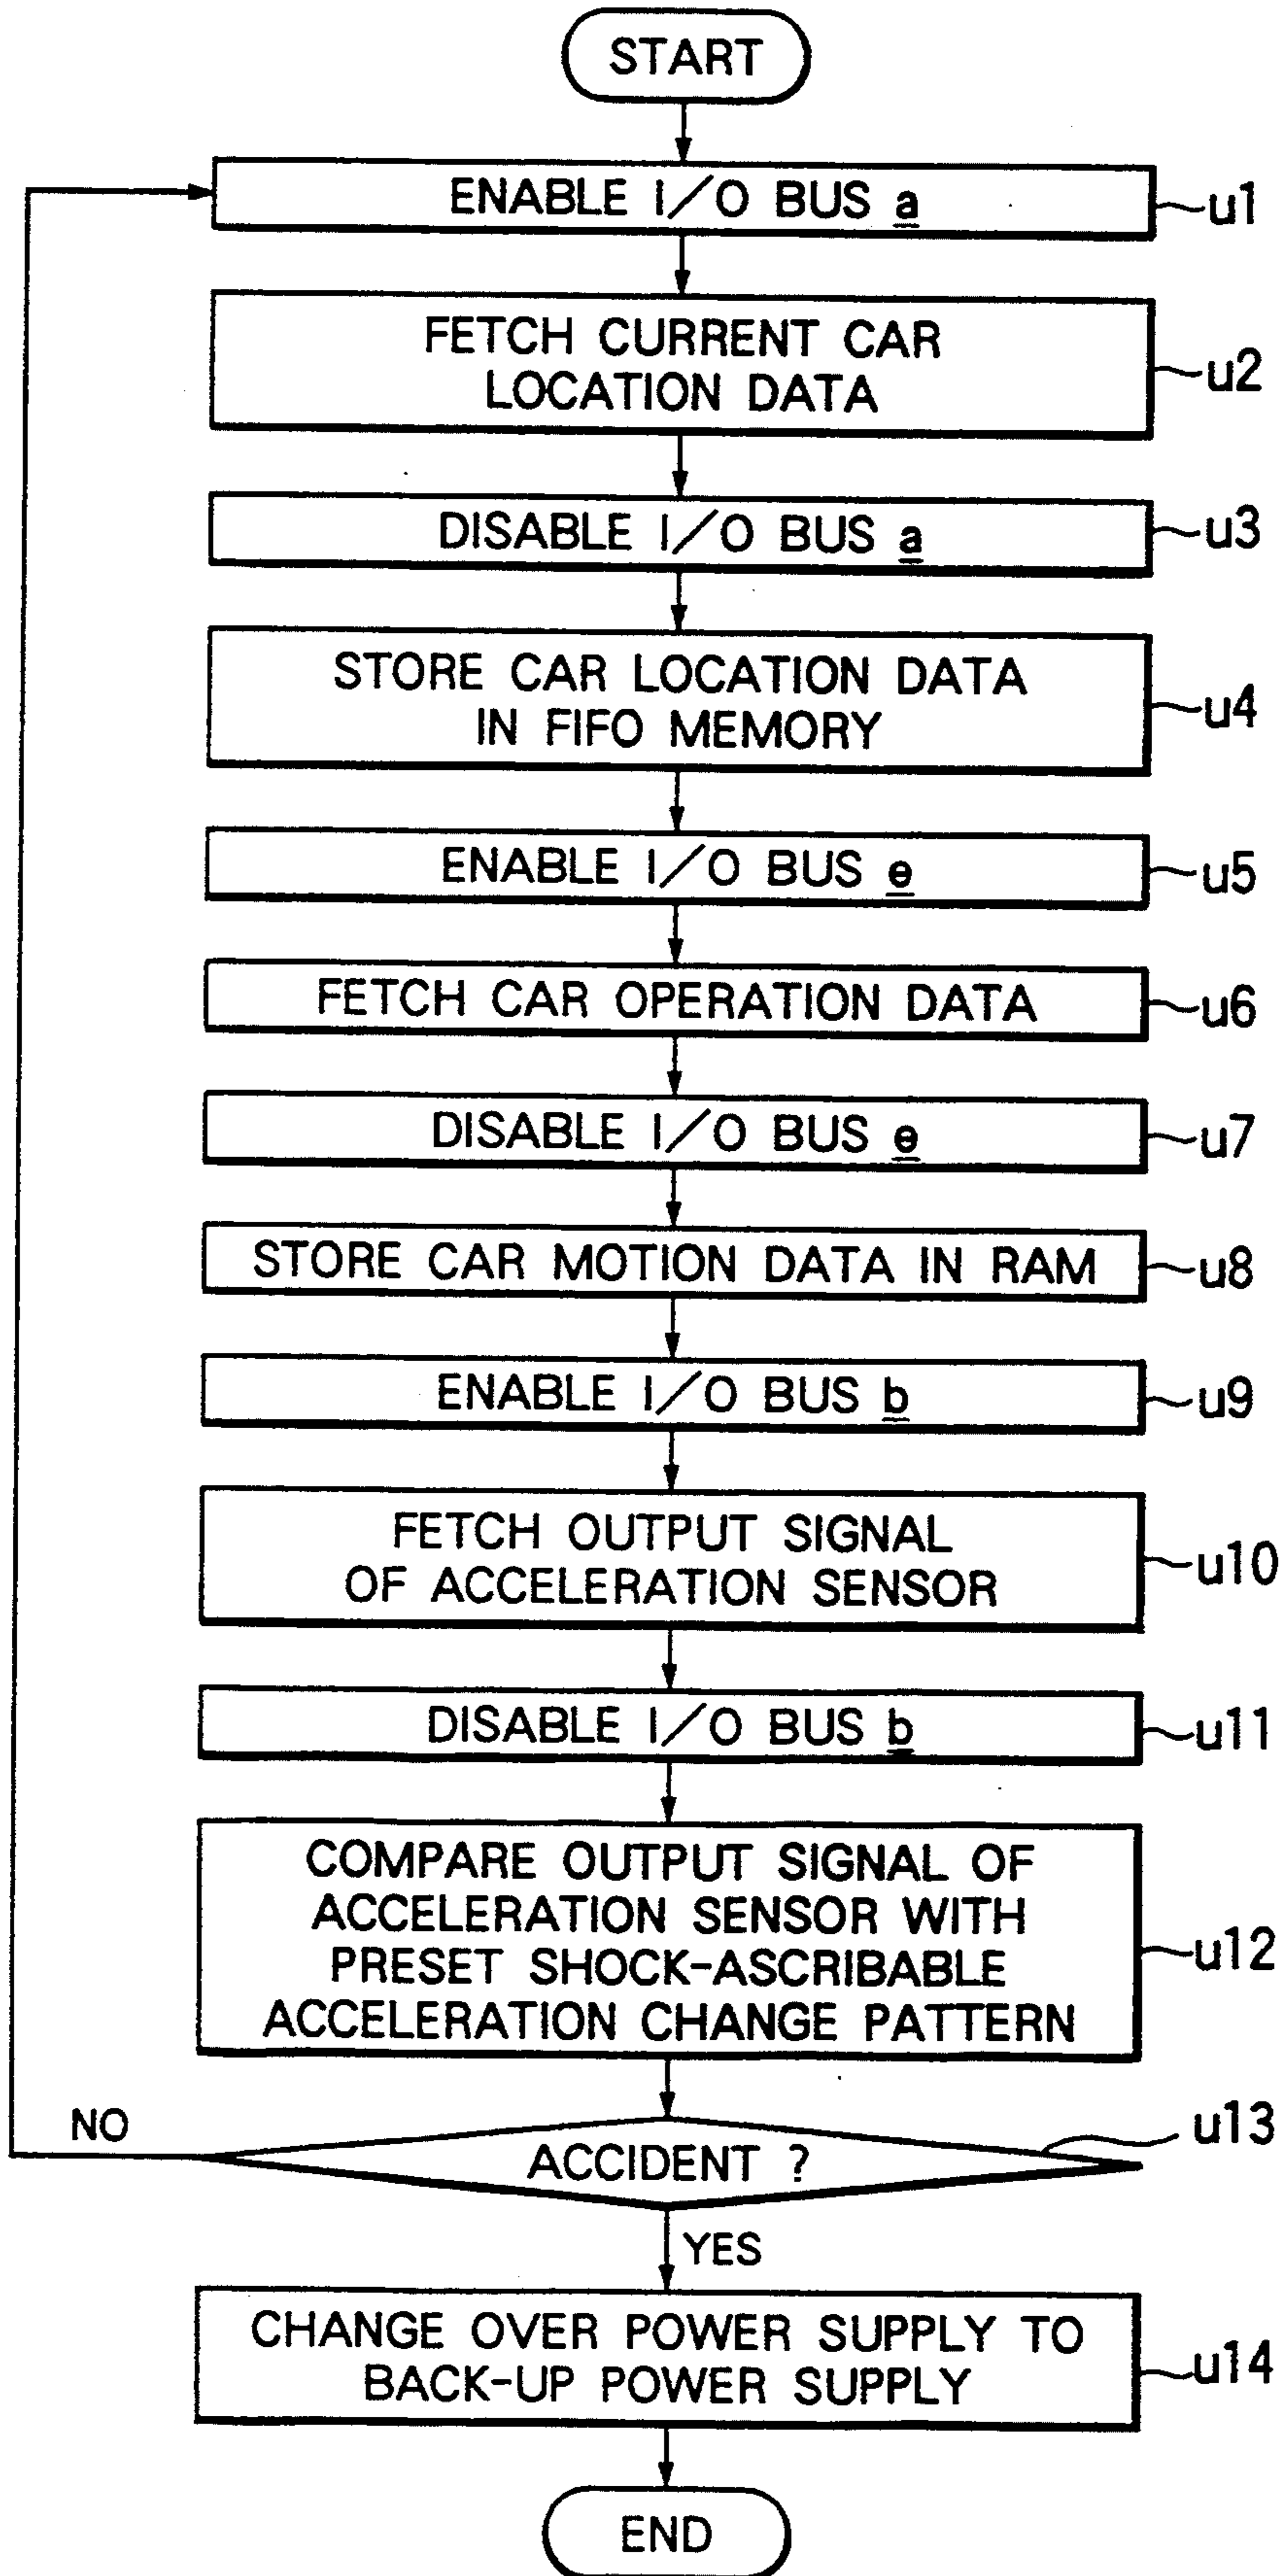 START
ENABLE I/O BUS a
u1
FETCH CURRENT CAR
LOCATION DATA
u2
DISABLE I/O BUS a
u3
STORE CAR LOCATION DATA
IN FIFO MEMORY
u4
ENABLE I/O BUS e
u5
FETCH CAR OPERATION DATA
u6
DISABLE I/O BUS e
u7
STORE CAR MOTION DATA IN RAM
u8
ENABLE I/O BUS b
u9
FETCH OUTPUT SIGNAL
OF ACCELERATION SENSOR
u10
DISABLE I/O BUS b
u11
COMPARE OUTPUT SIGNAL OF
ACCELERATION SENSOR WITH
PRESET SHOCK-ASCRIBABLE
ACCELERATION CHANGE PATTERN
u12
NO
ACCIDENT ?
u13
YES
CHANGE OVER POWER SUPPLY TO
BACK-UP POWER SUPPLY
u14
END